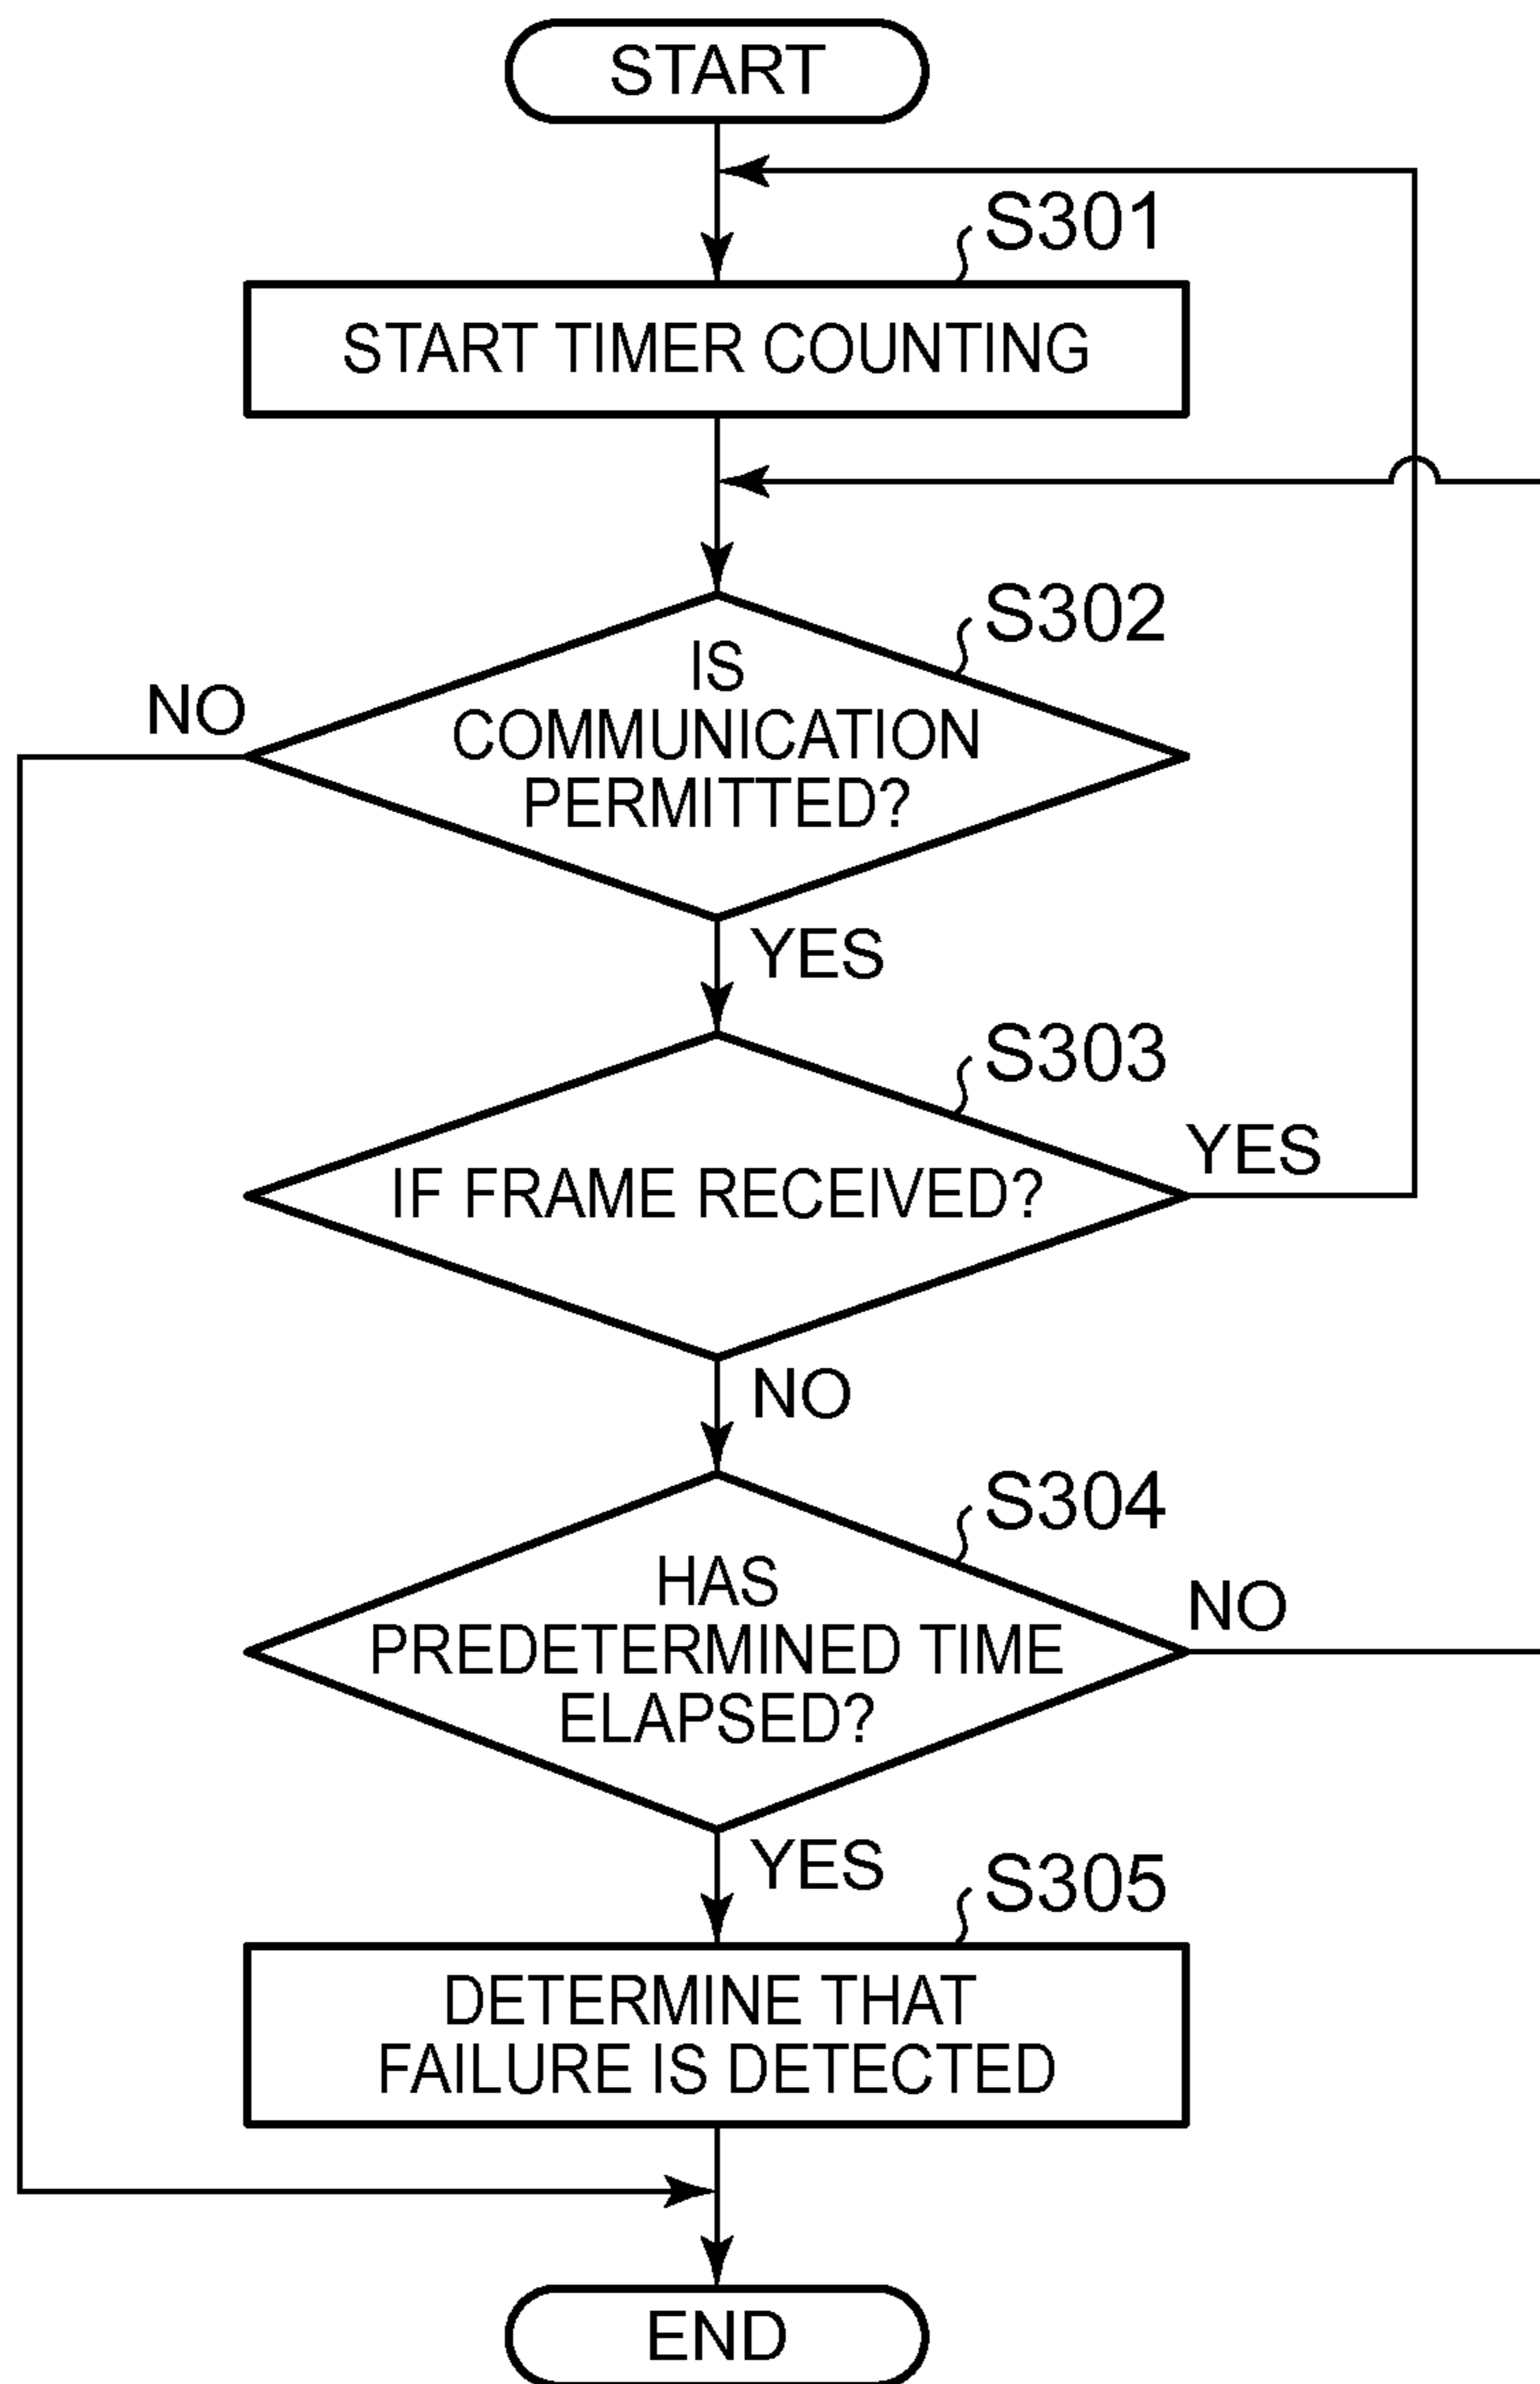 START
S301
START TIMER COUNTING
S302
IS
COMMUNICATION
PERMITTED?
NO
YES
S303
IF FRAME RECEIVED?
YES
NO
S304
HAS
PREDETERMINED TIME
ELAPSED?
NO
YES
S305
DETERMINE THAT
FAILURE IS DETECTED
END